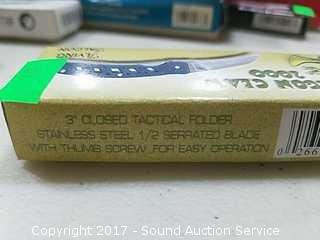 2000
3" CLOSED TACTICAL FOLDER
STAINLESS STEEL 1/2 SERRATED BLADE
WITH THUMB SCREW FOR EASY OPERATION
Copyright 2017 - Sound Auction Service